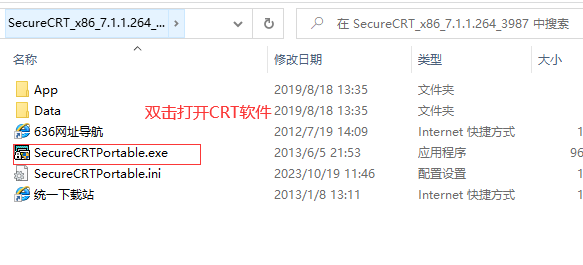 SecureCRT_x86_7.1.1.264_...
在 SecureCRT_x86_7.1.1.264_3987 中搜索
名称 修改日期 类型 大小
App 2019/8/18 13:35 文件夹
Data 2019/8/18 13:35 文件夹
双击打开CRT软件
636网址导航 2012/7/19 14:09 Internet 快捷方式
SecureCRTPortable.exe 2013/6/5 21:53 应用程序 96
SecureCRTPortable.ini 2023/10/19 11:46 配置设置 1
统一下载站 2013/1/8 13:11 Internet 快捷方式 1